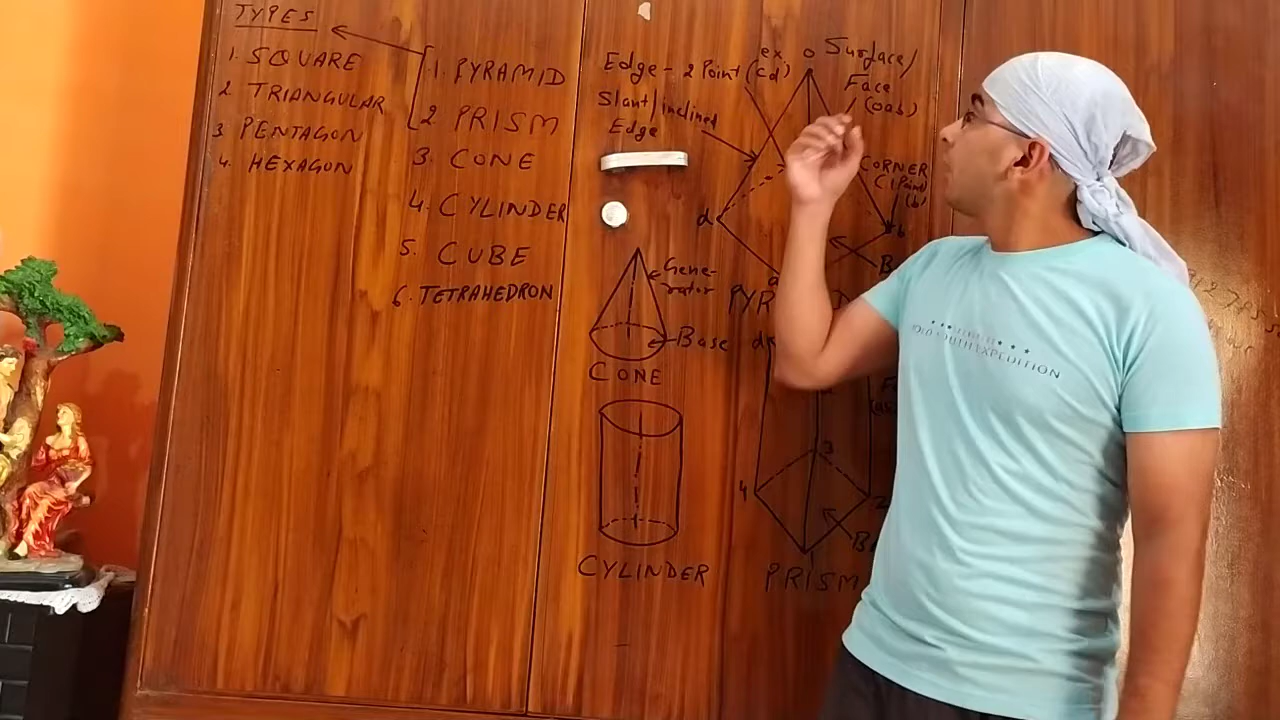 TYPES
1. SQUARE
2 TRIANGULAR
3 PENTAGON
4. HEXAGON
1. PYRAMID
2 PRISM
3. CONE
4. CYLINDER
5. CUBE
6. TETRAHEDRON
Edge - 2 Point (cd)
ex.
Slant/inclined
Edge
o
Surface/
Face
(oab)
CORNER
(1 Point)
(b)
d
b
a
B
PYR
Gene-
rator
Base
CONE
CYLINDER
d
4
3
2
PRISM